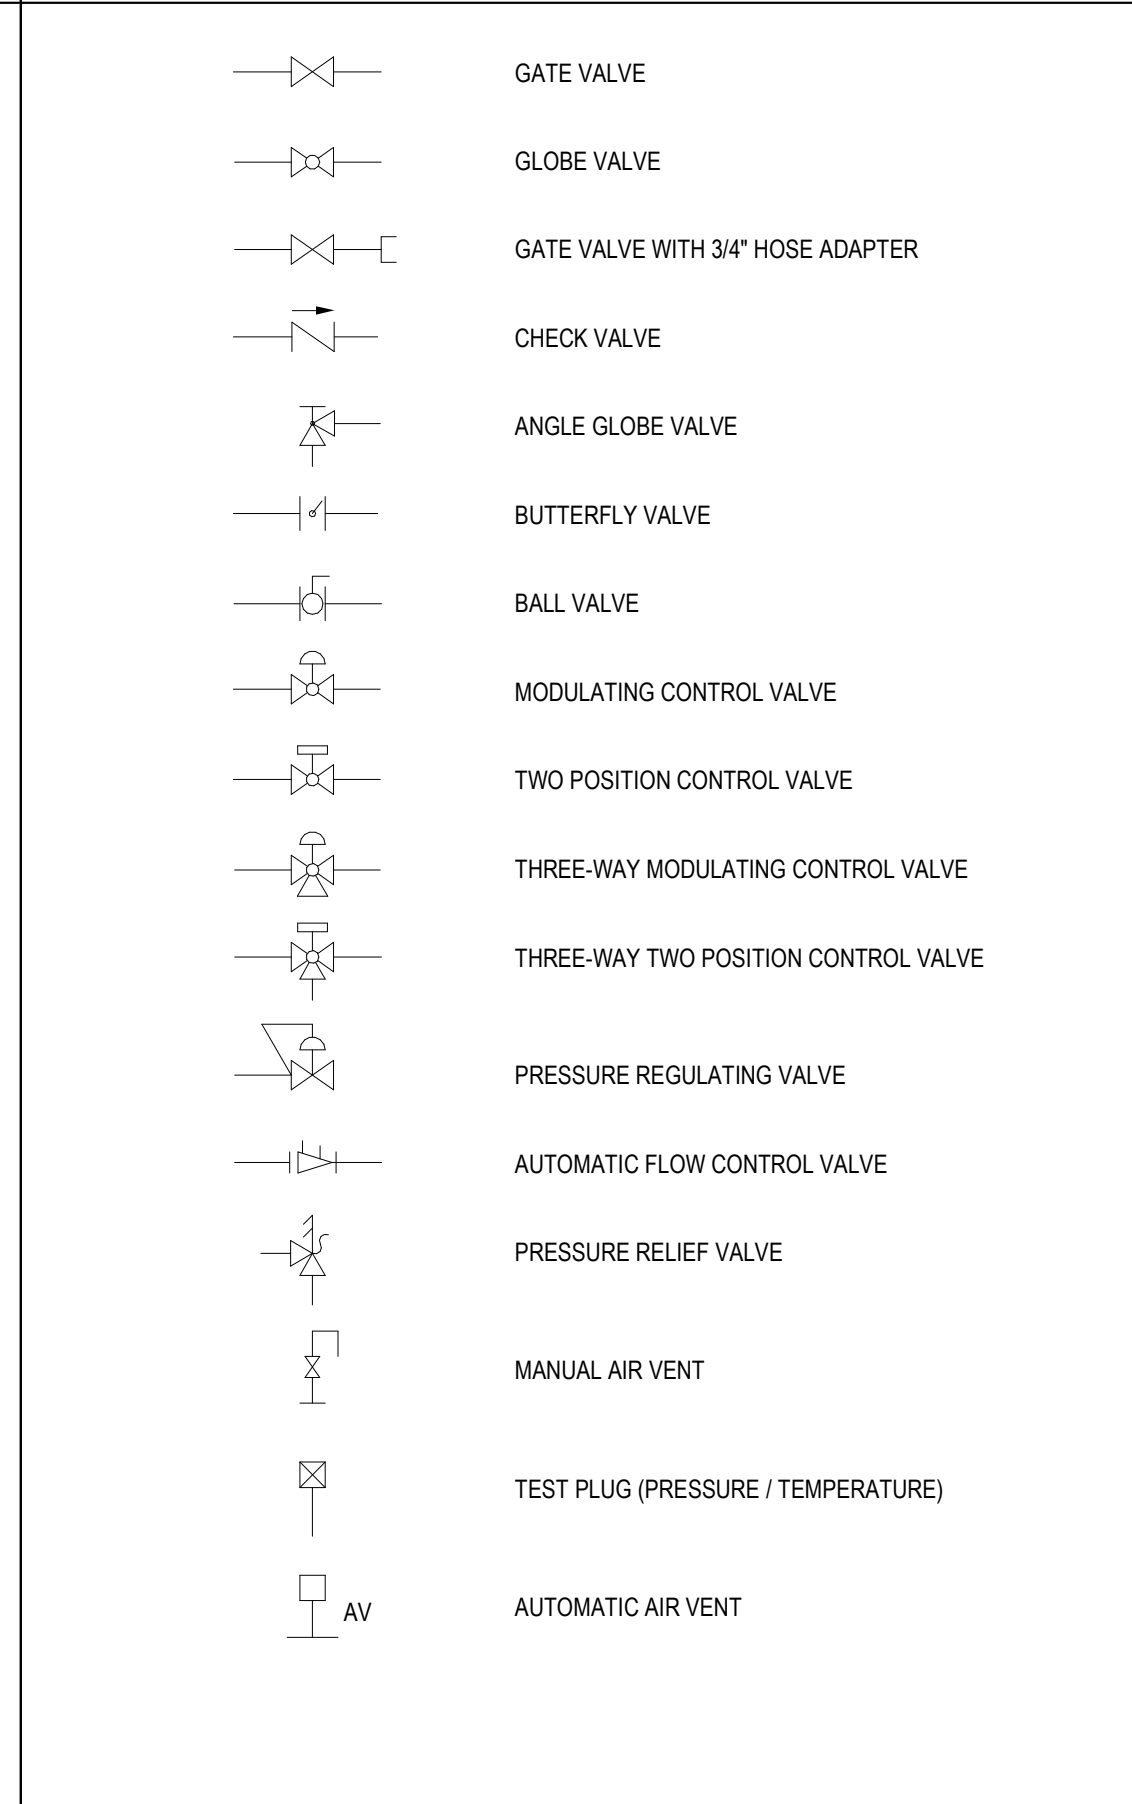 GATE VALVE
GLOBE VALVE
GATE VALVE WITH 3/4" HOSE ADAPTER
CHECK VALVE
ANGLE GLOBE VALVE
BUTTERFLY VALVE
BALL VALVE
MODULATING CONTROL VALVE
TWO POSITION CONTROL VALVE
THREE-WAY MODULATING CONTROL VALVE
THREE-WAY TWO POSITION CONTROL VALVE
PRESSURE REGULATING VALVE
AUTOMATIC FLOW CONTROL VALVE
PRESSURE RELIEF VALVE
MANUAL AIR VENT
TEST PLUG (PRESSURE / TEMPERATURE)
AV AUTOMATIC AIR VENT